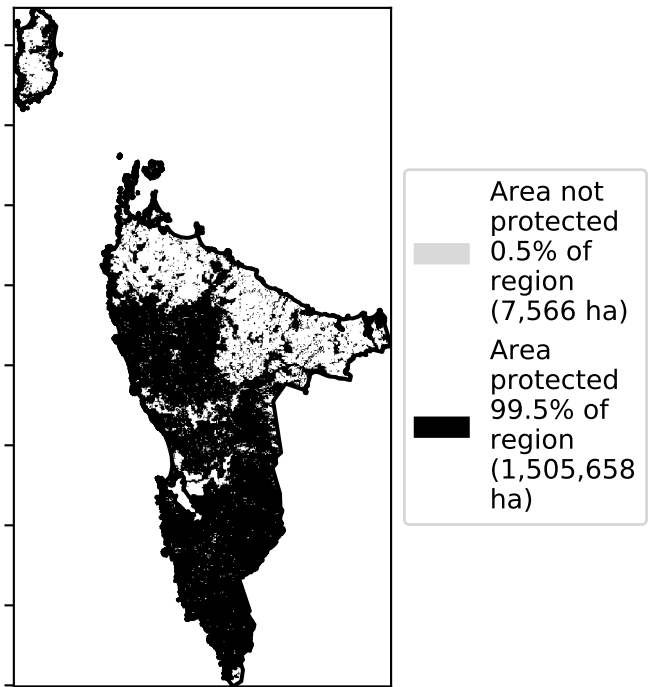 Area not
protected
0.5% of
region
(7,566 ha)
Area
protected
99.5% of
region
(1,505,658
ha)